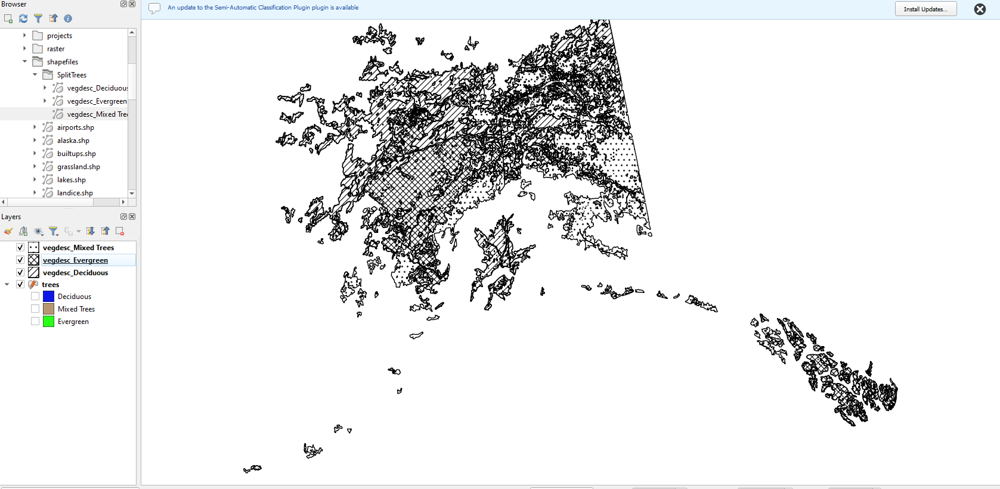 Browser
An update to the Semi-Automatic Classification Plugin plugin is available
Install Updates...
projects
raster
shapefiles
SplitTrees
vegdesc_Deciduous
vegdesc_Evergreen
vegdesc_Mixed Tree
airports.shp
alaska.shp
builtups.shp
grassland.shp
lakes.shp
landice.shp
Layers
vegdesc_Mixed Trees
vegdesc_Evergreen
vegdesc_Deciduous
trees
Deciduous
Mixed Trees
Evergreen